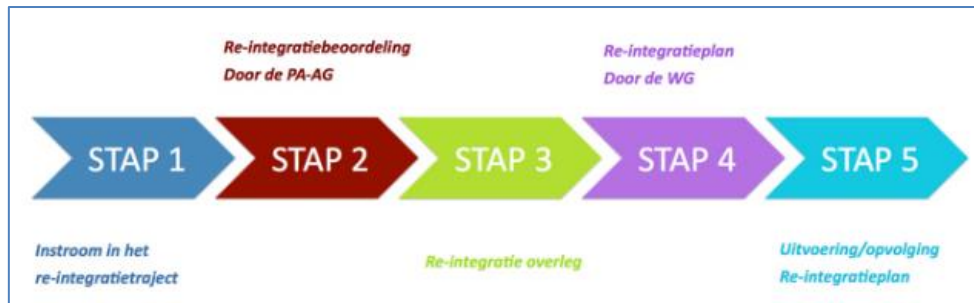 Re-integratiebeoordeling
Door de PA-AG
Re-integratieplan
Door de WG
STAP 1
STAP 2
STAP 3
STAP 4
STAP 5
Instroom in het
re-integratietraject
Re-integratie overleg
Uitvoering/opvolging
Re-integratieplan